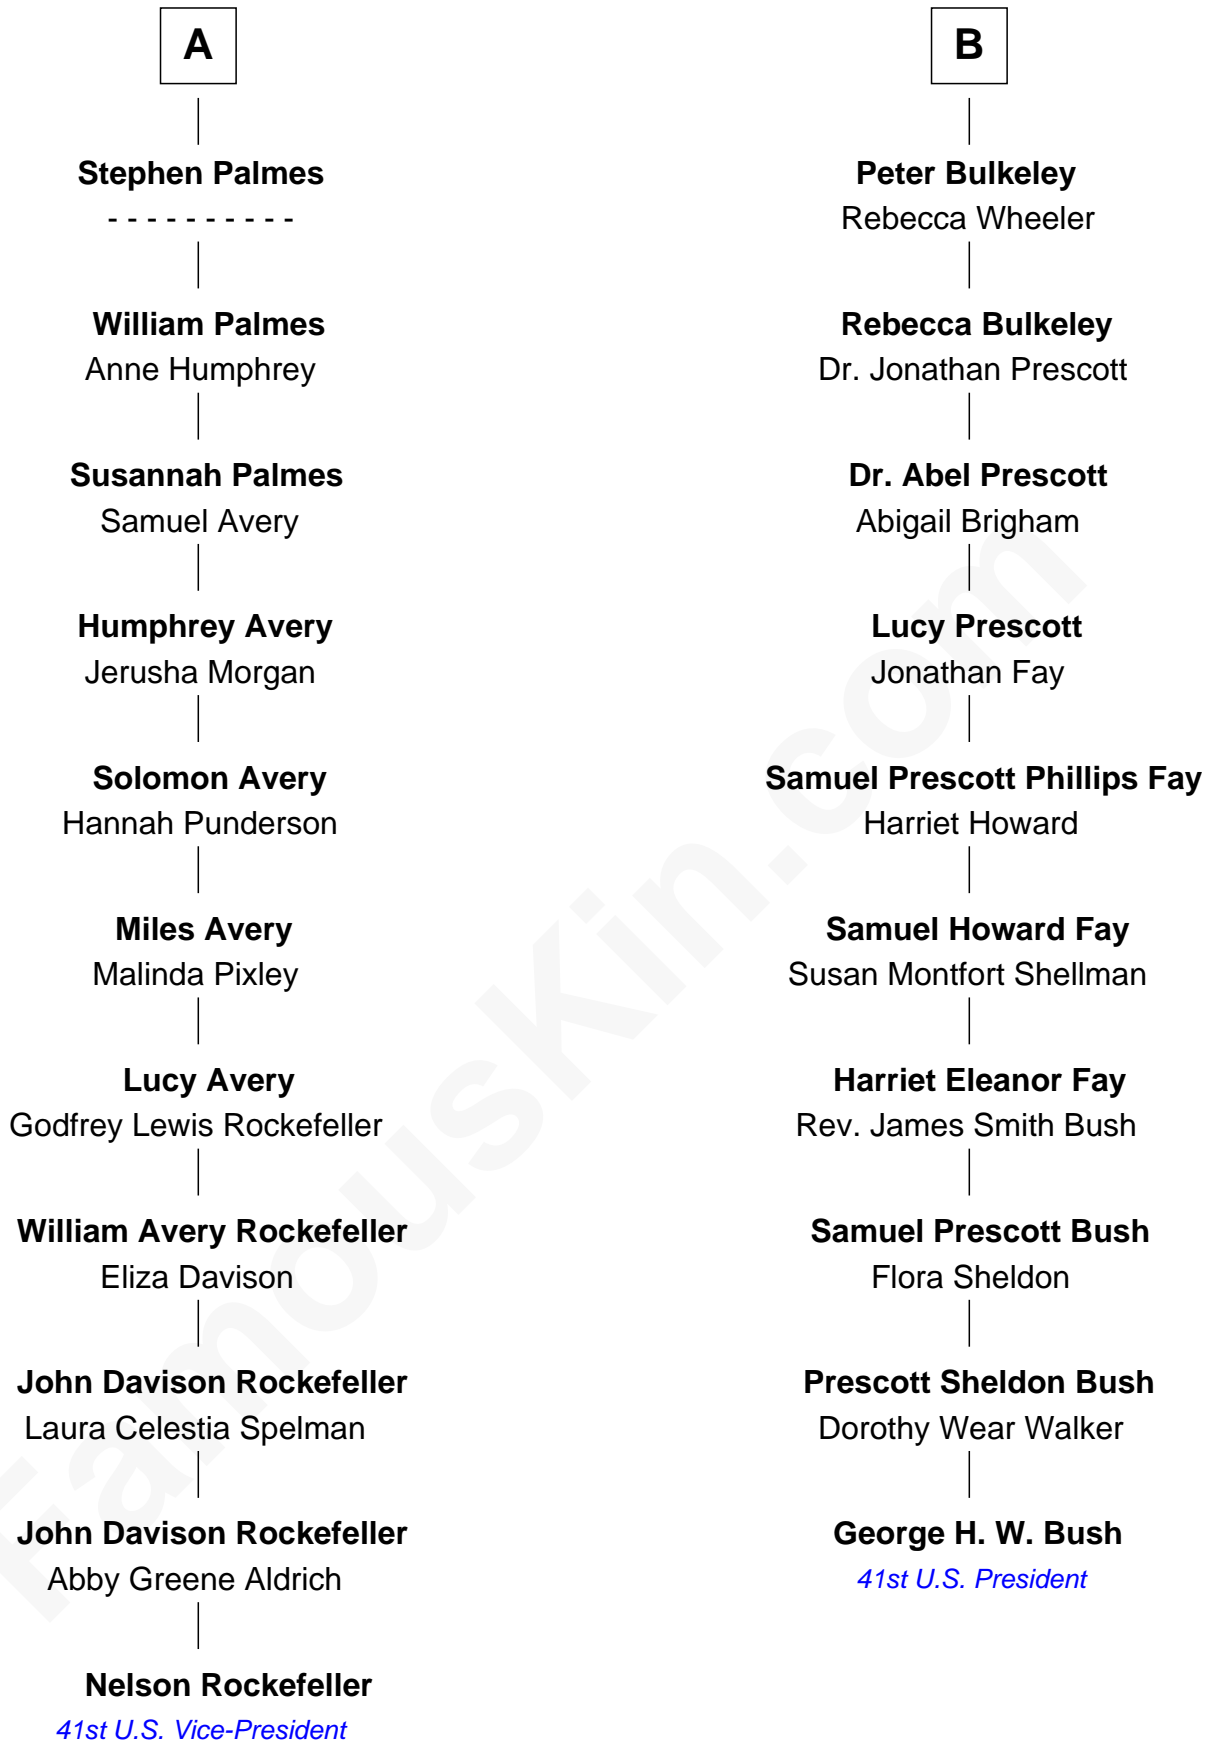 A
Stephen Palmes
- - - - - - - - - -
William Palmes
Anne Humphrey
Susannah Palmes
Samuel Avery
Humphrey Avery
Jerusha Morgan
Solomon Avery
Hannah Punderson
Miles Avery
Malinda Pixley
Lucy Avery
Godfrey Lewis Rockefeller
William Avery Rockefeller
Eliza Davison
John Davison Rockefeller
Laura Celestia Spelman
John Davison Rockefeller
Abby Greene Aldrich
Nelson Rockefeller
41st U.S. Vice-President
B
Peter Bulkeley
Rebecca Wheeler
Rebecca Bulkeley
Dr. Jonathan Prescott
Dr. Abel Prescott
Abigail Brigham
Lucy Prescott
Jonathan Fay
Samuel Prescott Phillips Fay
Harriet Howard
Samuel Howard Fay
Susan Montfort Shellman
Harriet Eleanor Fay
Rev. James Smith Bush
Samuel Prescott Bush
Flora Sheldon
Prescott Sheldon Bush
Dorothy Wear Walker
George H. W. Bush
41st U.S. President
FamousKin.com